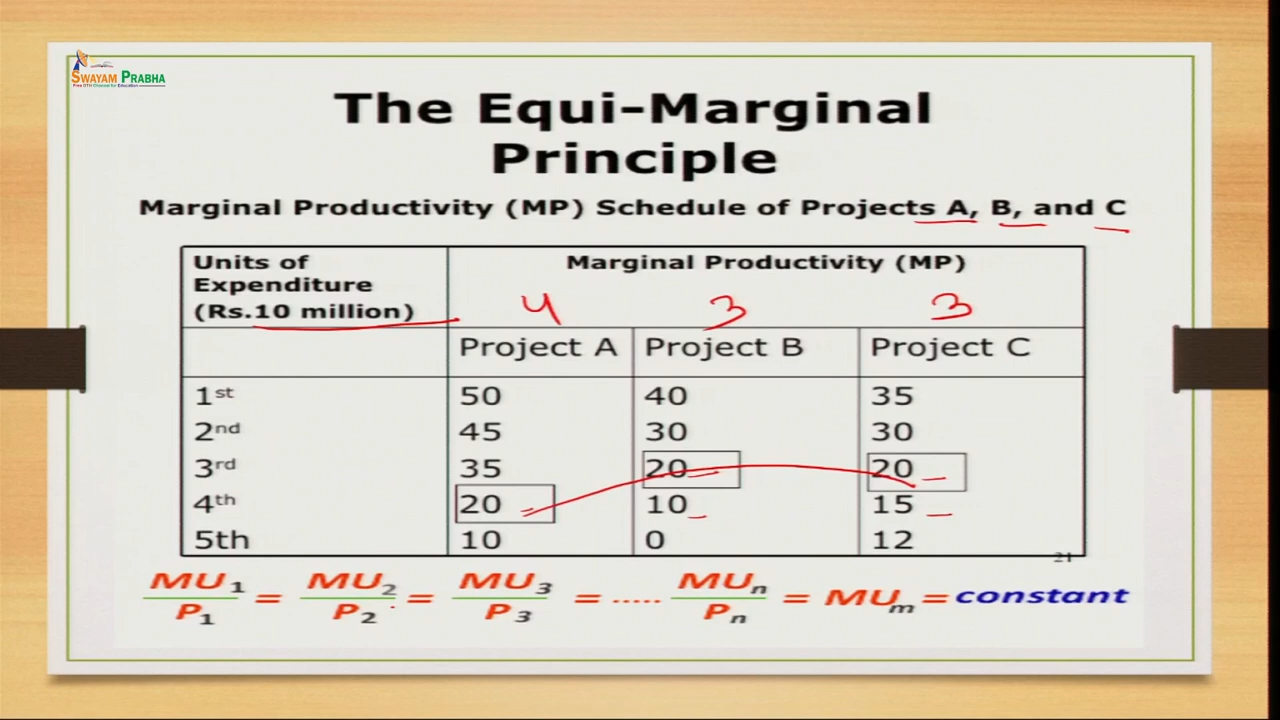 SWAYAM PRABHA
Free DTH Channel for Education
The Equi-Marginal
Principle
Marginal Productivity (MP) Schedule of Projects A, B, and C
Units of Expenditure (Rs.10 million) Marginal Productivity (MP)
4 3 3
Project A Project B Project C
1st 50 40 35
2nd 45 30 30
3rd 35 20 20
4th 20 10 15
5th 10 0 12
21
MU1/P1 = MU2/P2 = MU3/P3 = ..... MUn/Pn = MUm = constant